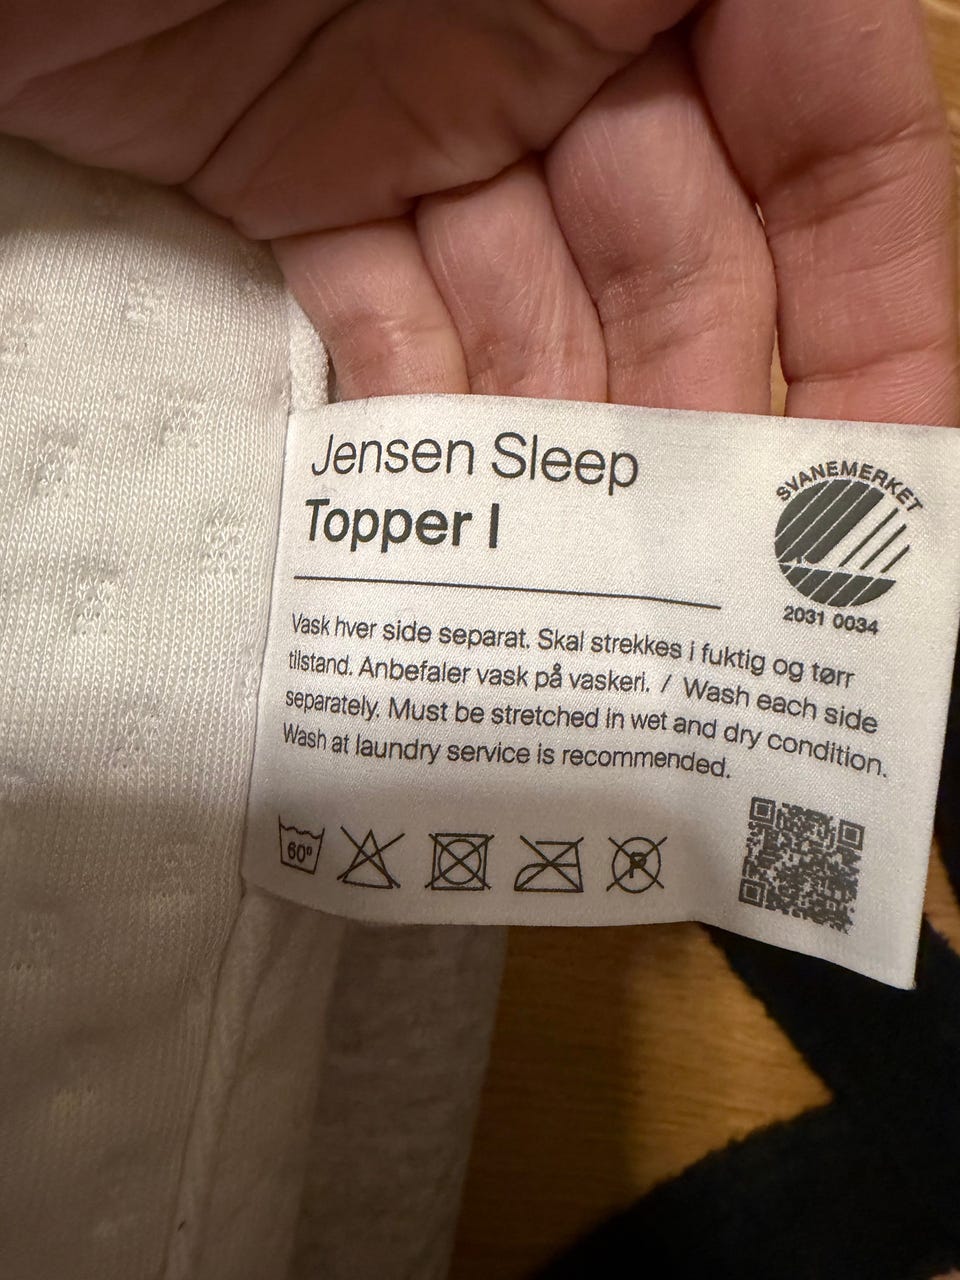 Jensen Sleep
Topper I
SVANEMERKET
2031 0034
Vask hver side separat. Skal strekkes i fuktig og tørr
tilstand. Anbefaler vask på vaskeri. / Wash each side
separately. Must be stretched in wet and dry condition.
Wash at laundry service is recommended.
60°
P